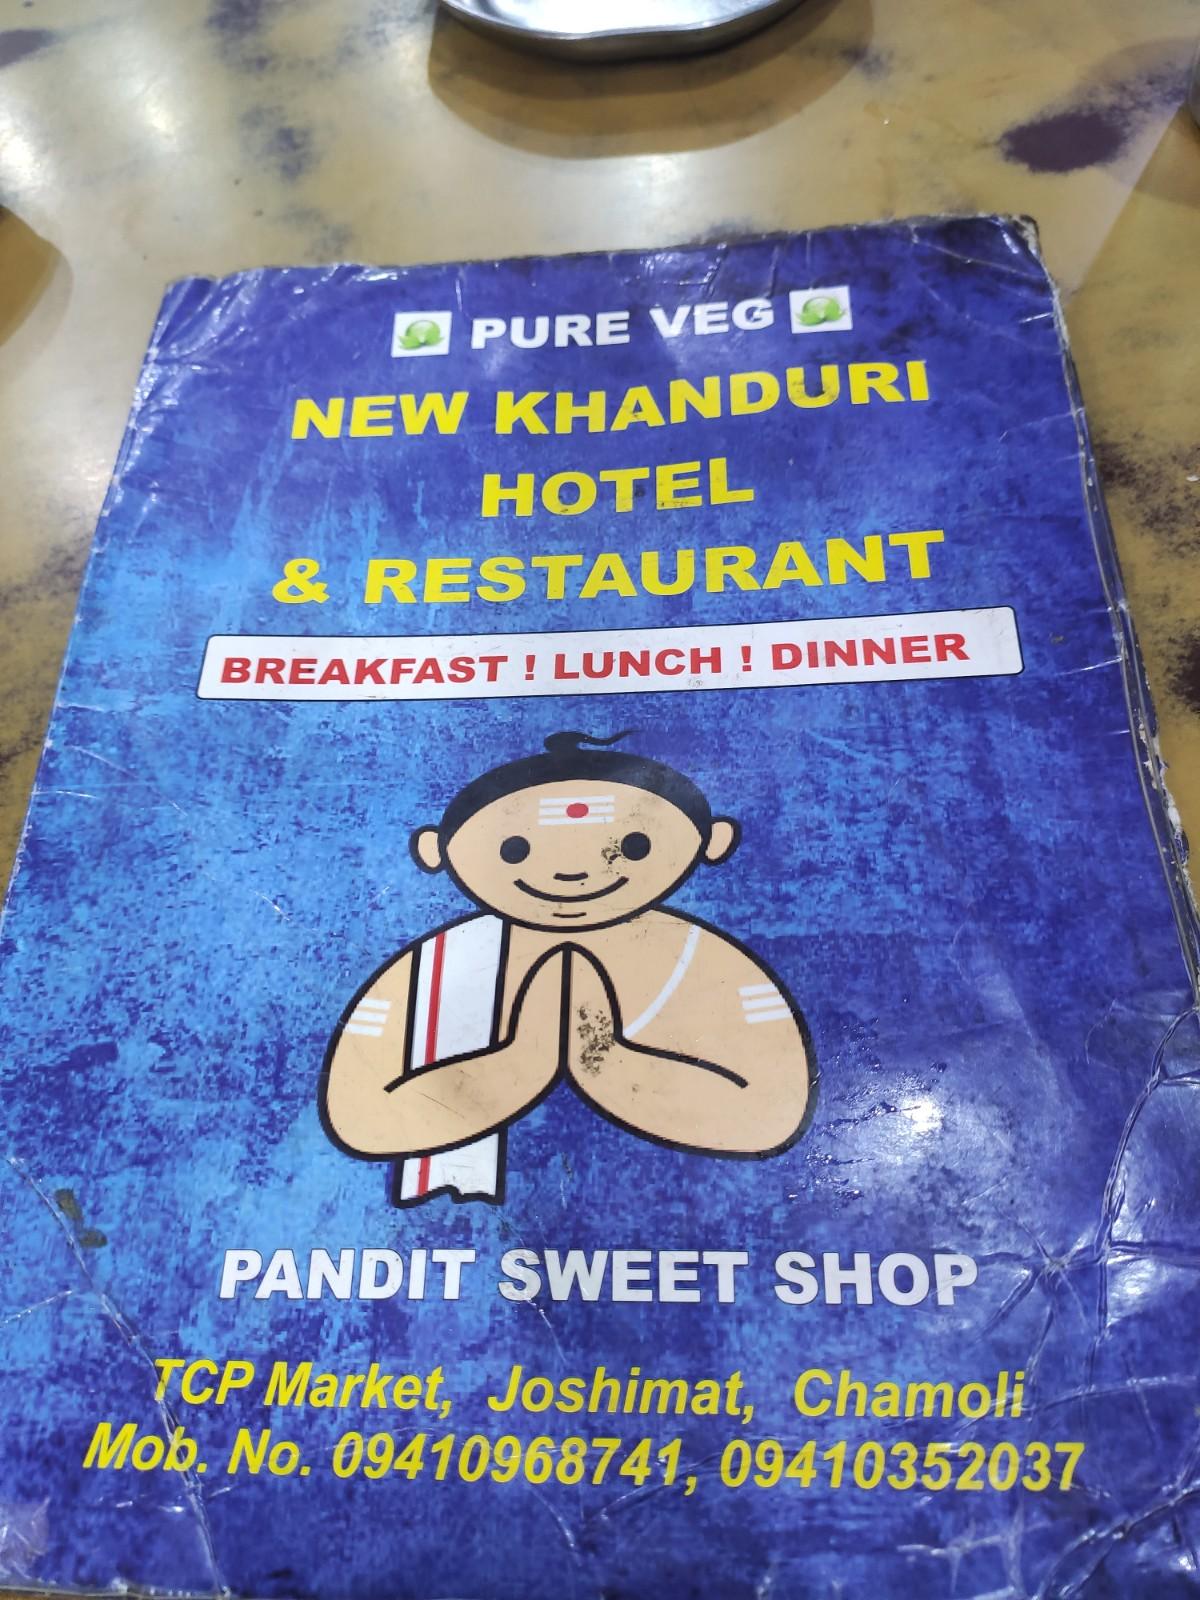 PURE VEG
NEW KHANDURI
HOTEL
& RESTAURANT
BREAKFAST ! LUNCH ! DINNER
PANDIT SWEET SHOP
TCP Market, Joshimat, Chamoli
Mob. No. 09410968741, 09410352037